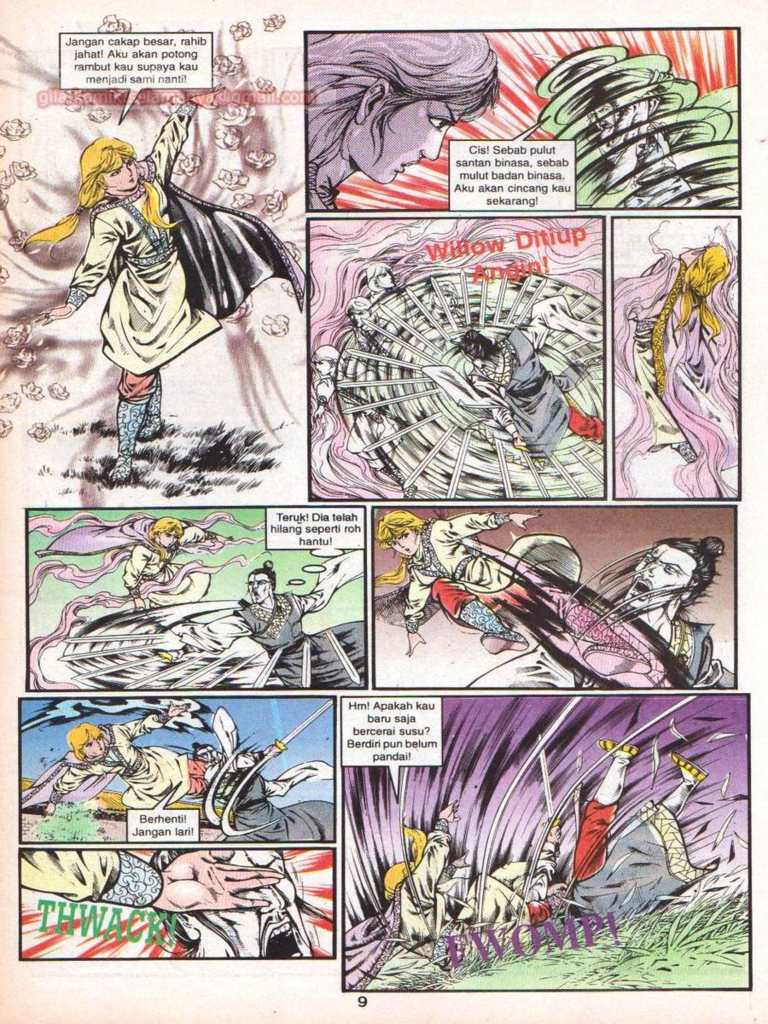 Jangan cakap besar, rahib
jahat! Aku akan potong
rambut kau supaya kau
menjadi sami nanti!
Cis! Sebab pulut
santan binasa, sebab
mulut badan binasa.
Aku akan cincang kau
sekarang!
Willow Ditiup
Angin!
Teruk! Dia telah
hilang seperti roh
hantu!
Berhenti!
Jangan lari!
THWACK!
Hm! Apakah kau
baru saja
bercerai susu?
Berdiri pun belum
pandai!
FWOMP!
9